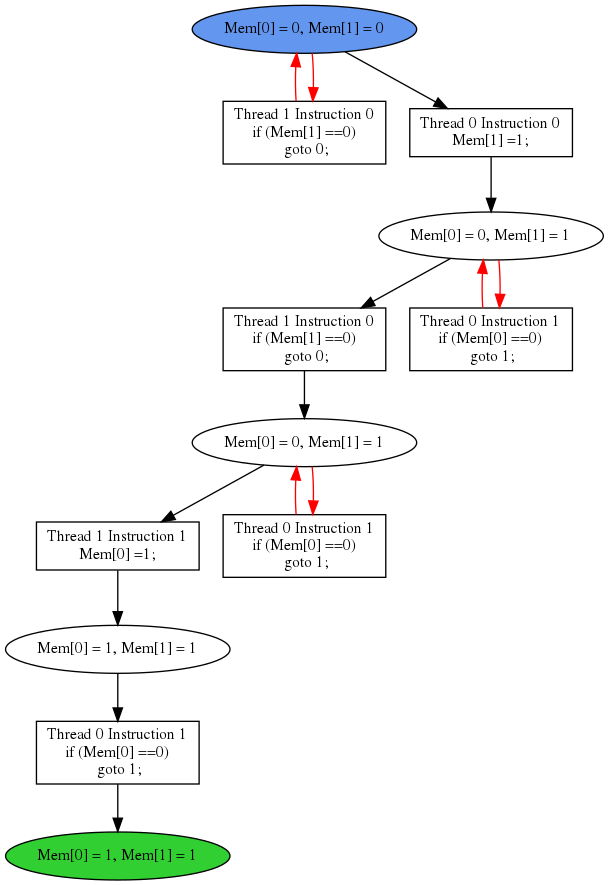 Mem[0] = 0, Mem[1] = 0
Thread 1 Instruction 0
if (Mem[1] ==0)
goto 0;
Thread 0 Instruction 0
Mem[1] =1;
Mem[0] = 0, Mem[1] = 1
Thread 1 Instruction 0
if (Mem[1] ==0)
goto 0;
Thread 0 Instruction 1
if (Mem[0] ==0)
goto 1;
Mem[0] = 0, Mem[1] = 1
Thread 1 Instruction 1
Mem[0] =1;
Thread 0 Instruction 1
if (Mem[0] ==0)
goto 1;
Mem[0] = 1, Mem[1] = 1
Thread 0 Instruction 1
if (Mem[0] ==0)
goto 1;
Mem[0] = 1, Mem[1] = 1